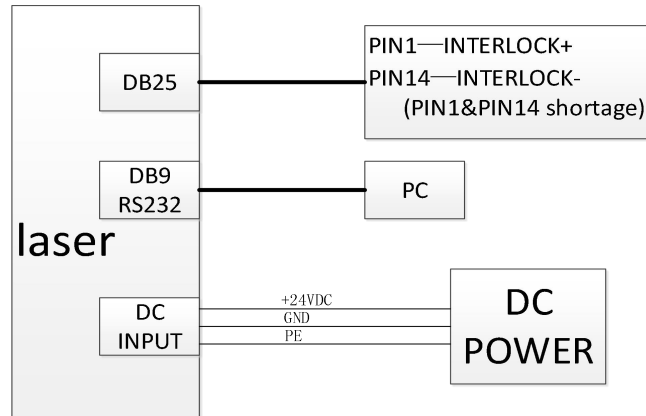 PIN1—INTERLOCK+
DB25
PIN14—INTERLOCK-
(PIN1&PIN14 shortage)
DB9
RS232
PC
laser
+24VDC
GND
PE
DC
INPUT
DC
POWER